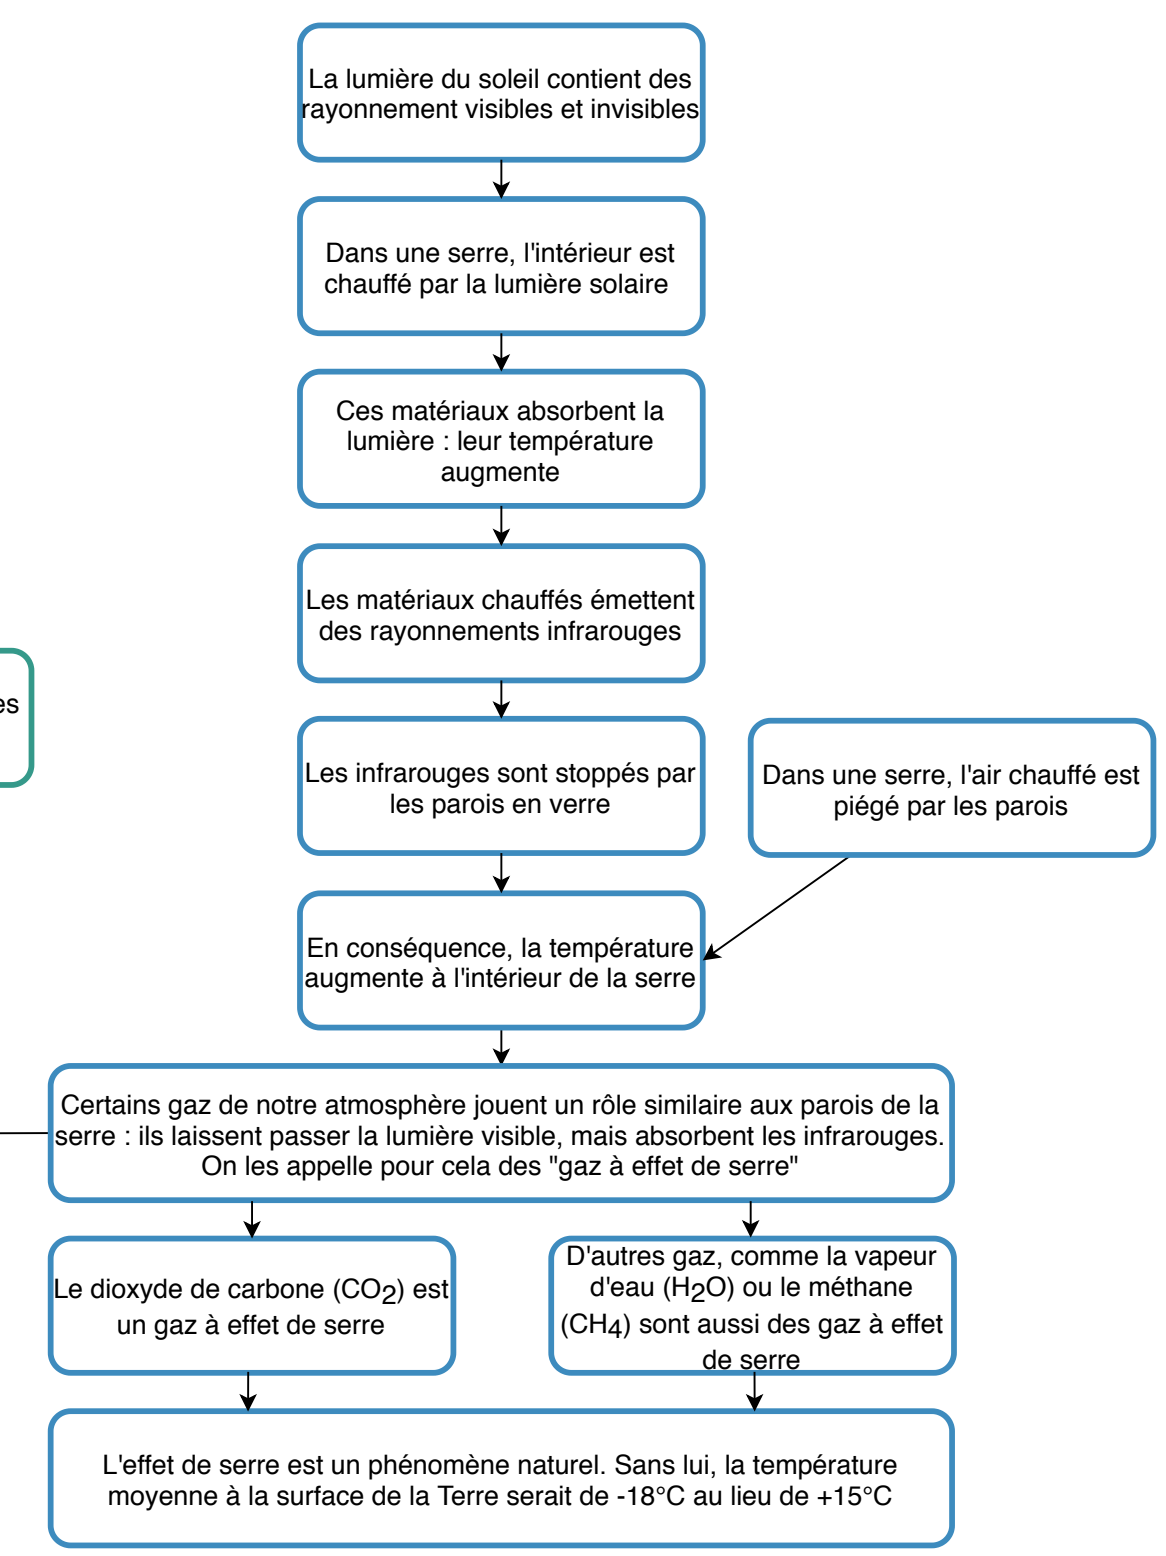 La lumière du soleil contient des
rayonnement visibles et invisibles
Dans une serre, l'intérieur est
chauffé par la lumière solaire
Ces matériaux absorbent la
lumière : leur température
augmente
Les matériaux chauffés émettent
des rayonnements infrarouges
Les infrarouges sont stoppés par
les parois en verre
Dans une serre, l'air chauffé est
piégé par les parois
En conséquence, la température
augmente à l'intérieur de la serre
Certains gaz de notre atmosphère jouent un rôle similaire aux parois de la
serre : ils laissent passer la lumière visible, mais absorbent les infrarouges.
On les appelle pour cela des "gaz à effet de serre"
Le dioxyde de carbone (CO2) est
un gaz à effet de serre
D'autres gaz, comme la vapeur
d'eau (H2O) ou le méthane
(CH4) sont aussi des gaz à effet
de serre
L'effet de serre est un phénomène naturel. Sans lui, la température
moyenne à la surface de la Terre serait de -18°C au lieu de +15°C